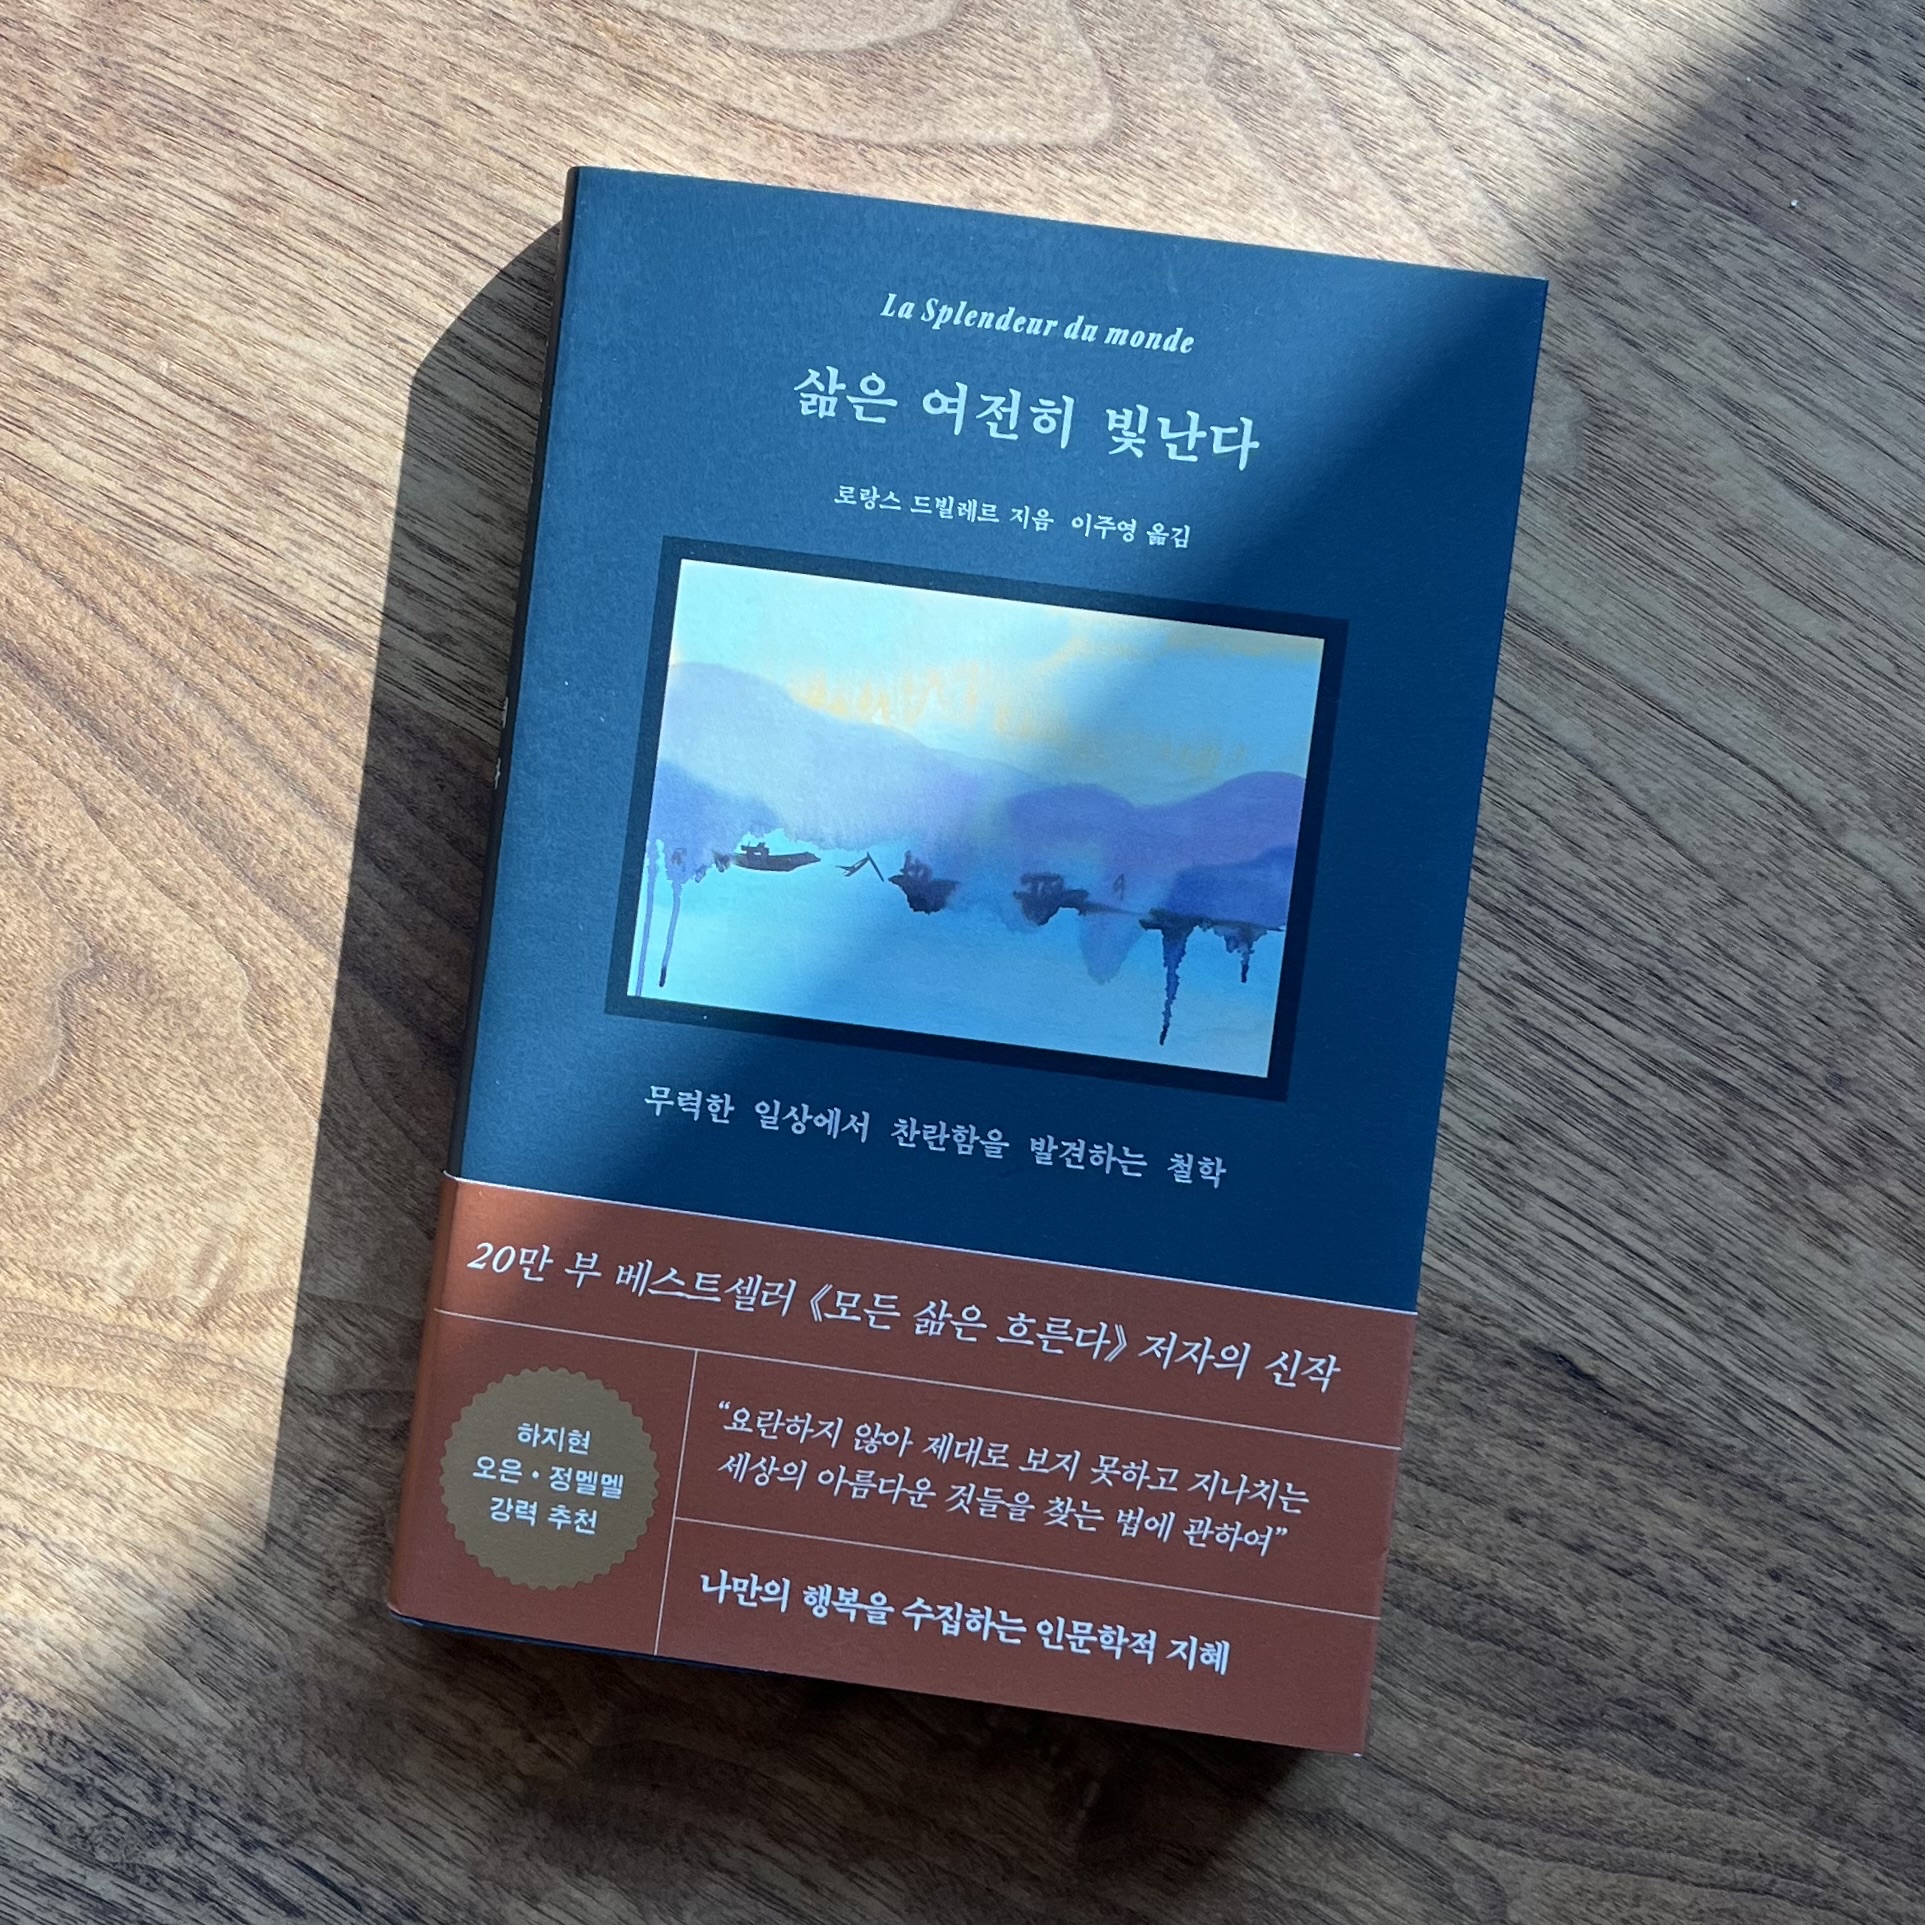 La Splendeur du monde
삶은 여전히 빛난다
로랑스 드빌레르 지음 이주영 옮김
무력한 일상에서 찬란함을 발견하는 철학
20만 부 베스트셀러 《모든 삶은 흐른다》 저자의 신작
하지현
오은·정멜멜
강력 추천
“요란하지 않아 제대로 보지 못하고 지나치는
세상의 아름다운 것들을 찾는 법에 관하여”
나만의 행복을 수집하는 인문학적 지혜